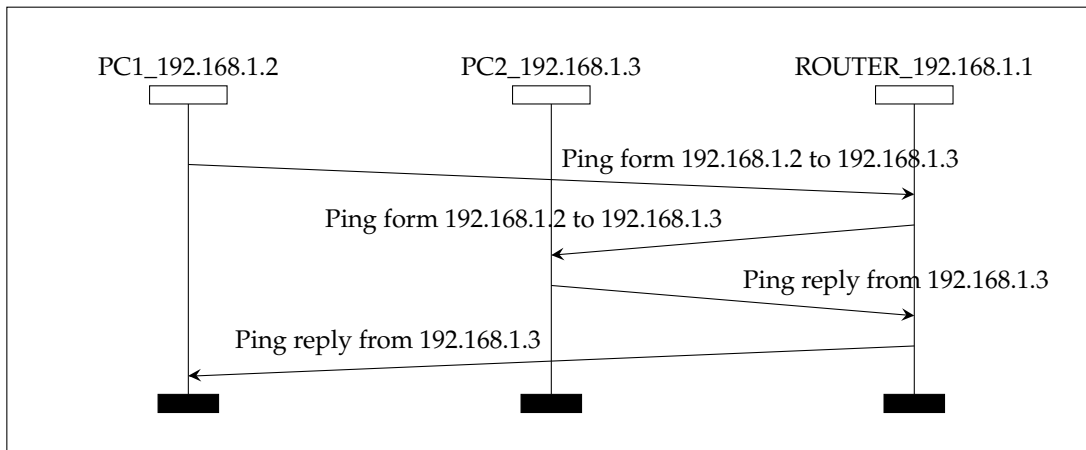 PC1_192.168.1.2
PC2_192.168.1.3
ROUTER_192.168.1.1
Ping form 192.168.1.2 to 192.168.1.3
Ping form 192.168.1.2 to 192.168.1.3
Ping reply from 192.168.1.3
Ping reply from 192.168.1.3